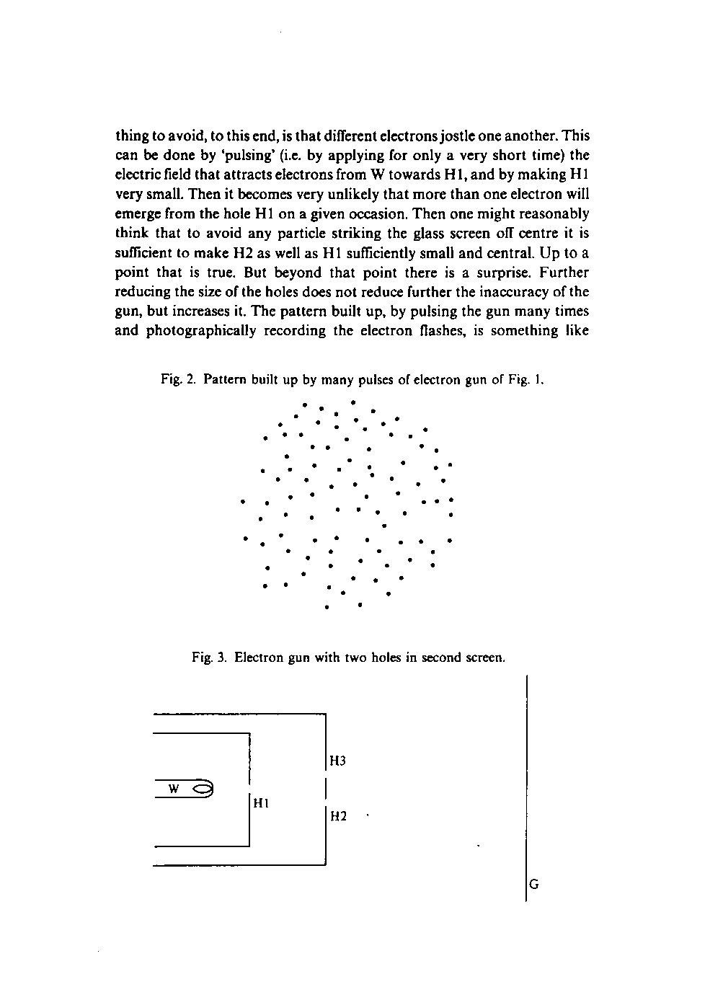 thing to avoid, to this end, is that different electrons jostle one another. This
can be done by ‘pulsing’ (i.e. by applying for only a very short time) the
electric field that attracts electrons from W towards H1, and by making H1
very small. Then it becomes very unlikely that more than one electron will
emerge from the hole H1 on a given occasion. Then one might reasonably
think that to avoid any particle striking the glass screen off centre it is
sufficient to make H2 as well as H1 sufficiently small and central. Up to a
point that is true. But beyond that point there is a surprise. Further
reducing the size of the holes does not reduce further the inaccuracy of the
gun, but increases it. The pattern built up, by pulsing the gun many times
and photographically recording the electron flashes, is something like
Fig. 2. Pattern built up by many pulses of electron gun of Fig. 1.
Fig. 3. Electron gun with two holes in second screen.
H3
W
H1
H2
G